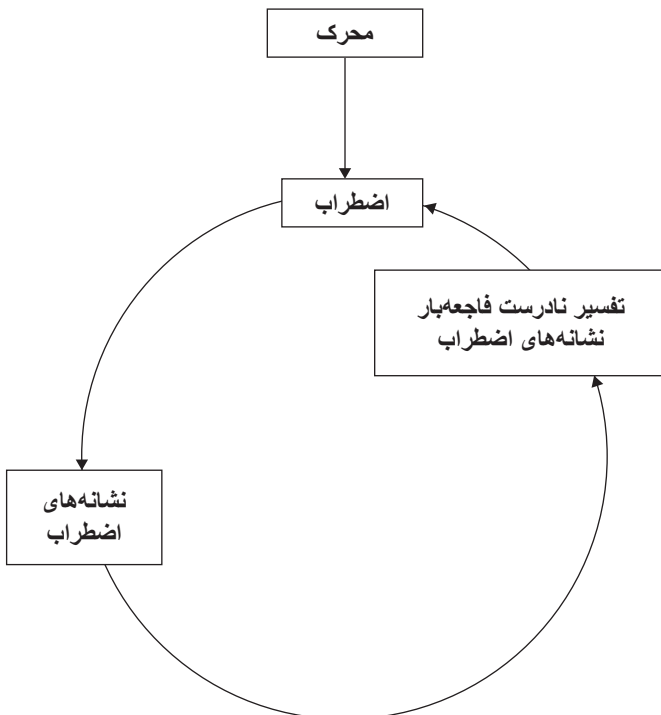 محرک
اضطراب
تفسیر نادرست فاجعه‌بار
نشانه‌های اضطراب
نشانه‌های
اضطراب